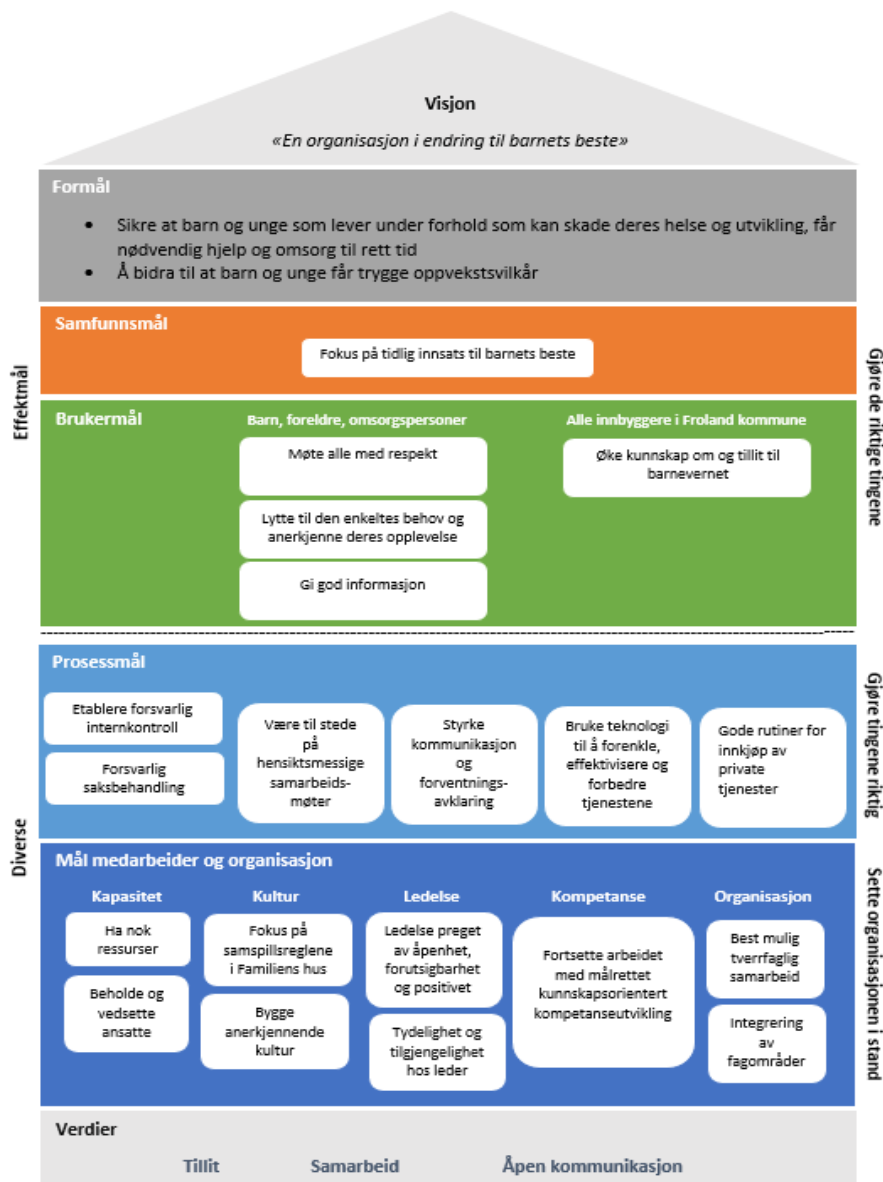 Visjon
«En organisasjon i endring til barnets beste»
Formål
• Sikre at barn og unge som lever under forhold som kan skade deres helse og utvikling, får
nødvendig hjelp og omsorg til rett tid
• Å bidra til at barn og unge får trygge oppvekstsvilkår
Effektmål
Gjøre de riktige tingene
Samfunnsmål
Fokus på tidlig innsats til barnets beste
Brukermål
Barn, foreldre, omsorgspersoner
Møte alle med respekt
Lytte til den enkeltes behov og
anerkjenne deres opplevelse
Gi god informasjon
Alle innbyggere i Froland kommune
Øke kunnskap om og tillit til
barnevernet
Diverse
Gjøre tingene riktig
Prosessmål
Etablere forsvarlig
internkontroll
Forsvarlig
saksbehandling
Være til stede
på
hensiktsmessige
samarbeids-
møter
Styrke
kommunikasjon
og
forventnings-
avklaring
Bruke teknologi
til å forenkle,
effektivisere og
forbedre
tjenestene
Gode rutiner for
innkjøp av
private
tjenester
Sette organisasjonen i stand
Mål medarbeider og organisasjon
Kapasitet
Ha nok
ressurser
Beholde og
vedsette
ansatte
Kultur
Fokus på
samspillsreglene
i Familiens hus
Bygge
anerkjennende
kultur
Ledelse
Ledelse preget
av åpenhet,
forutsigbarhet
og positivet
Tydelighet og
tilgjengelighet
hos leder
Kompetanse
Fortsette arbeidet
med målrettet
kunnskapsorientert
kompetanseutvikling
Organisasjon
Best mulig
tverrfaglig
samarbeid
Integrering
av
fagområder
Verdier
Tillit Samarbeid Åpen kommunikasjon